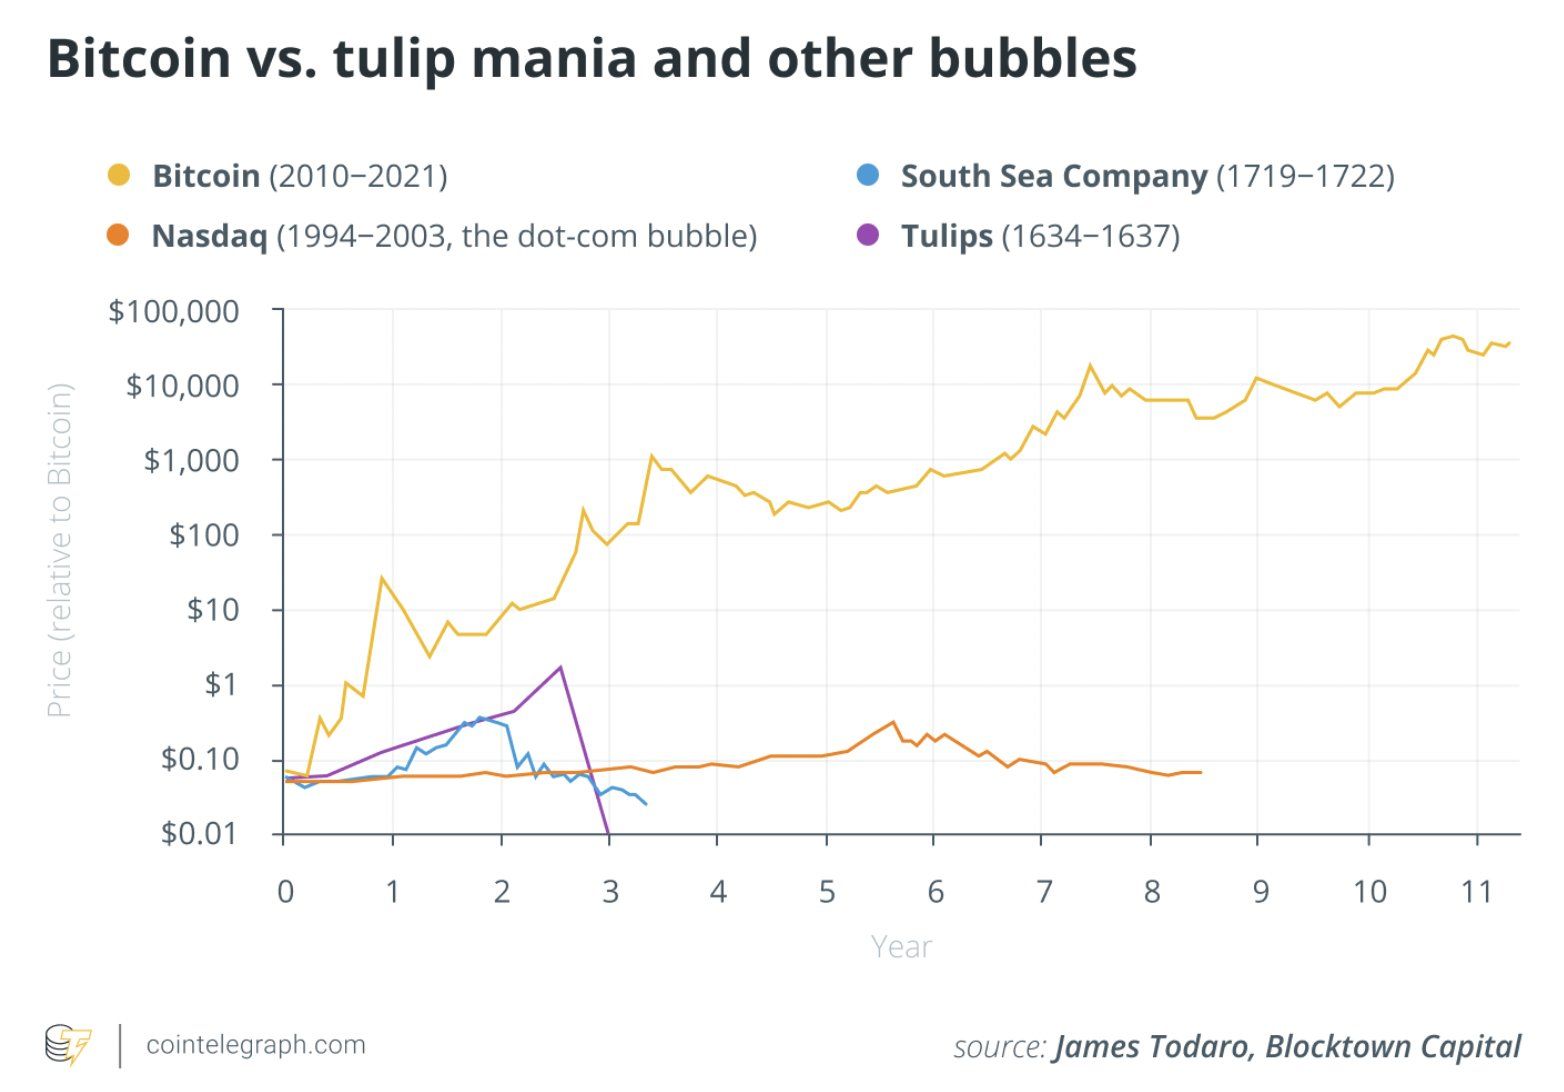 Bitcoin vs. tulip mania and other bubbles
Bitcoin (2010−2021)
South Sea Company (1719−1722)
Nasdaq (1994−2003, the dot-com bubble)
Tulips (1634−1637)
Price (relative to Bitcoin)
$100,000
$10,000
$1,000
$100
$10
$1
$0.10
$0.01
0 1 2 3 4 5 6 7 8 9 10 11
Year
cointelegraph.com
source: James Todaro, Blocktown Capital